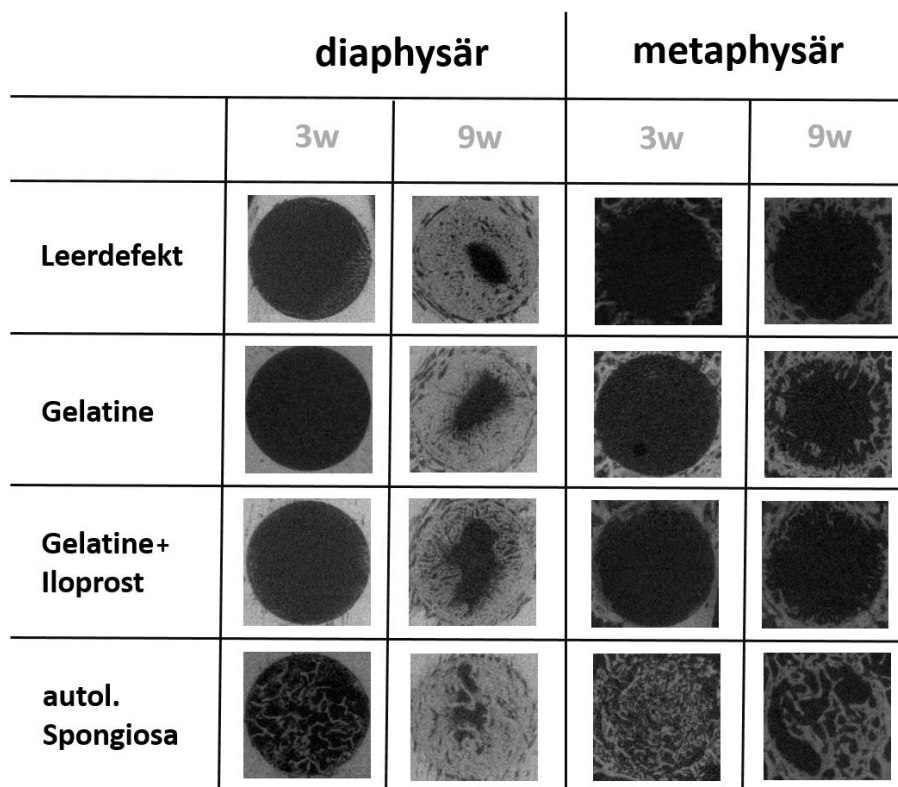 diaphysär metaphysär
3w 9w 3w 9w
Leerdefekt
Gelatine
Gelatine+
Iloprost
autol.
Spongiosa